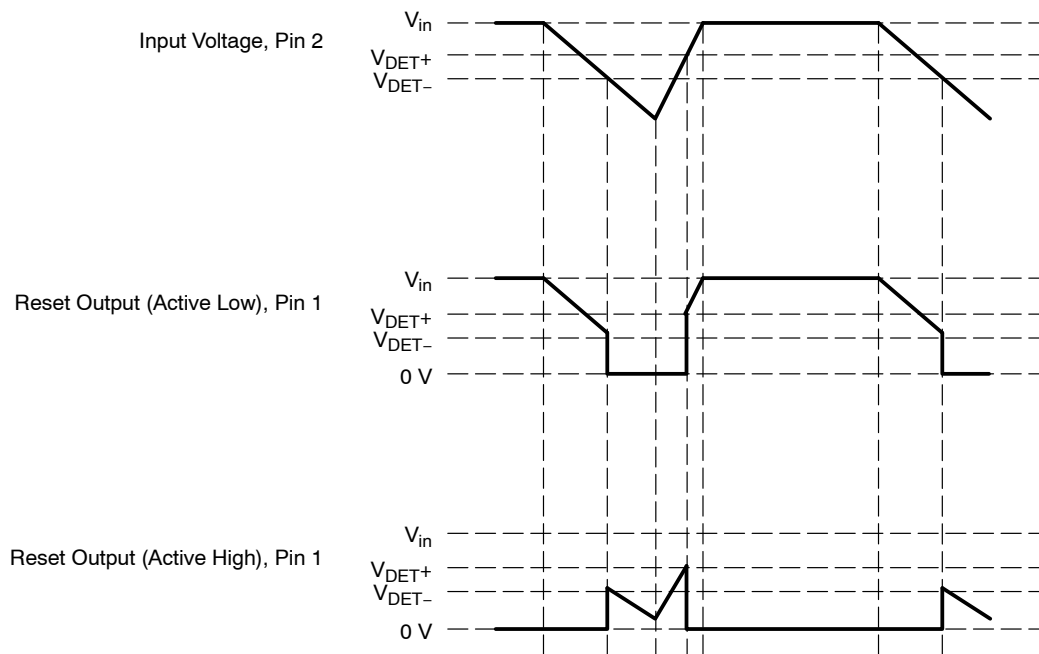 Input Voltage, Pin 2
Vin
VDET+
VDET−
Reset Output (Active Low), Pin 1
Vin
VDET+
VDET−
0 V
Reset Output (Active High), Pin 1
Vin
VDET+
VDET−
0 V